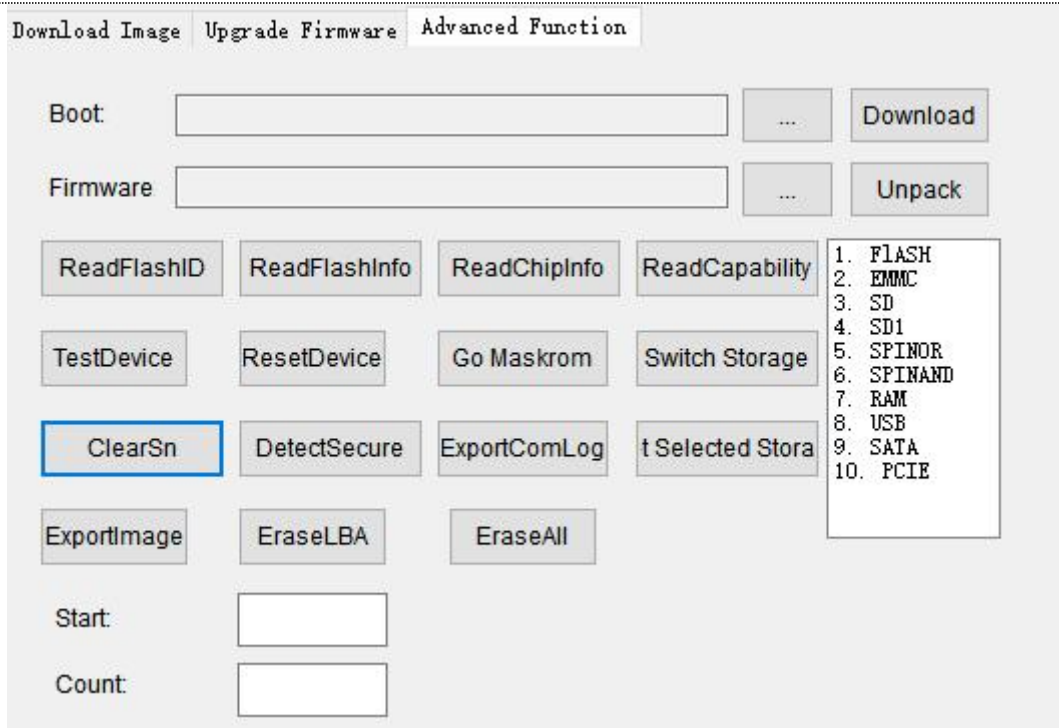 Download Image Upgrade Firmware Advanced Function
Boot: ... Download
Firmware ... Unpack
ReadFlashID ReadFlashInfo ReadChipInfo ReadCapability
TestDevice ResetDevice Go Maskrom Switch Storage
ClearSn DetectSecure ExportComLog t Selected Stora
ExportImage EraseLBA EraseAll
1. FlASH
2. EMMC
3. SD
4. SD1
5. SPINOR
6. SPINAND
7. RAM
8. USB
9. SATA
10. PCIE
Start:
Count: